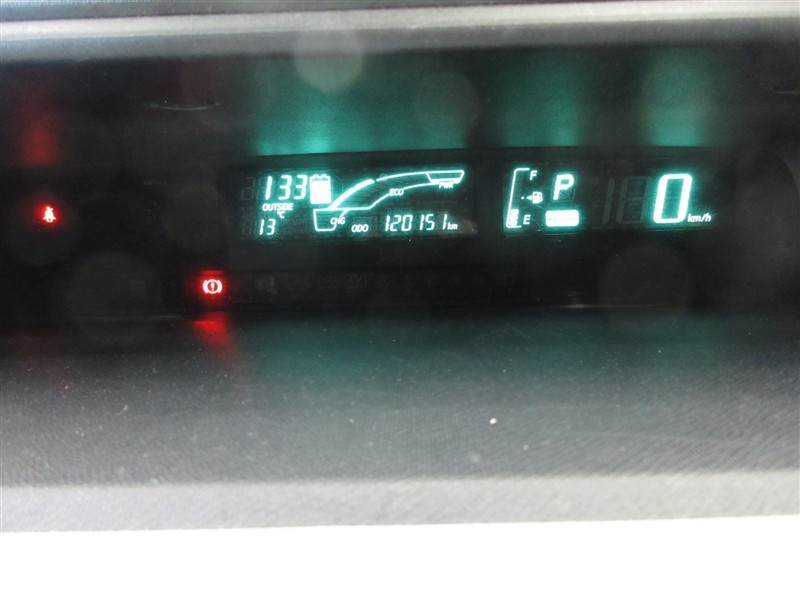 133
OUTSIDE
°C
13
ECO
PWR
CHG
ODO 120151 km
F
E
P
0
km/h